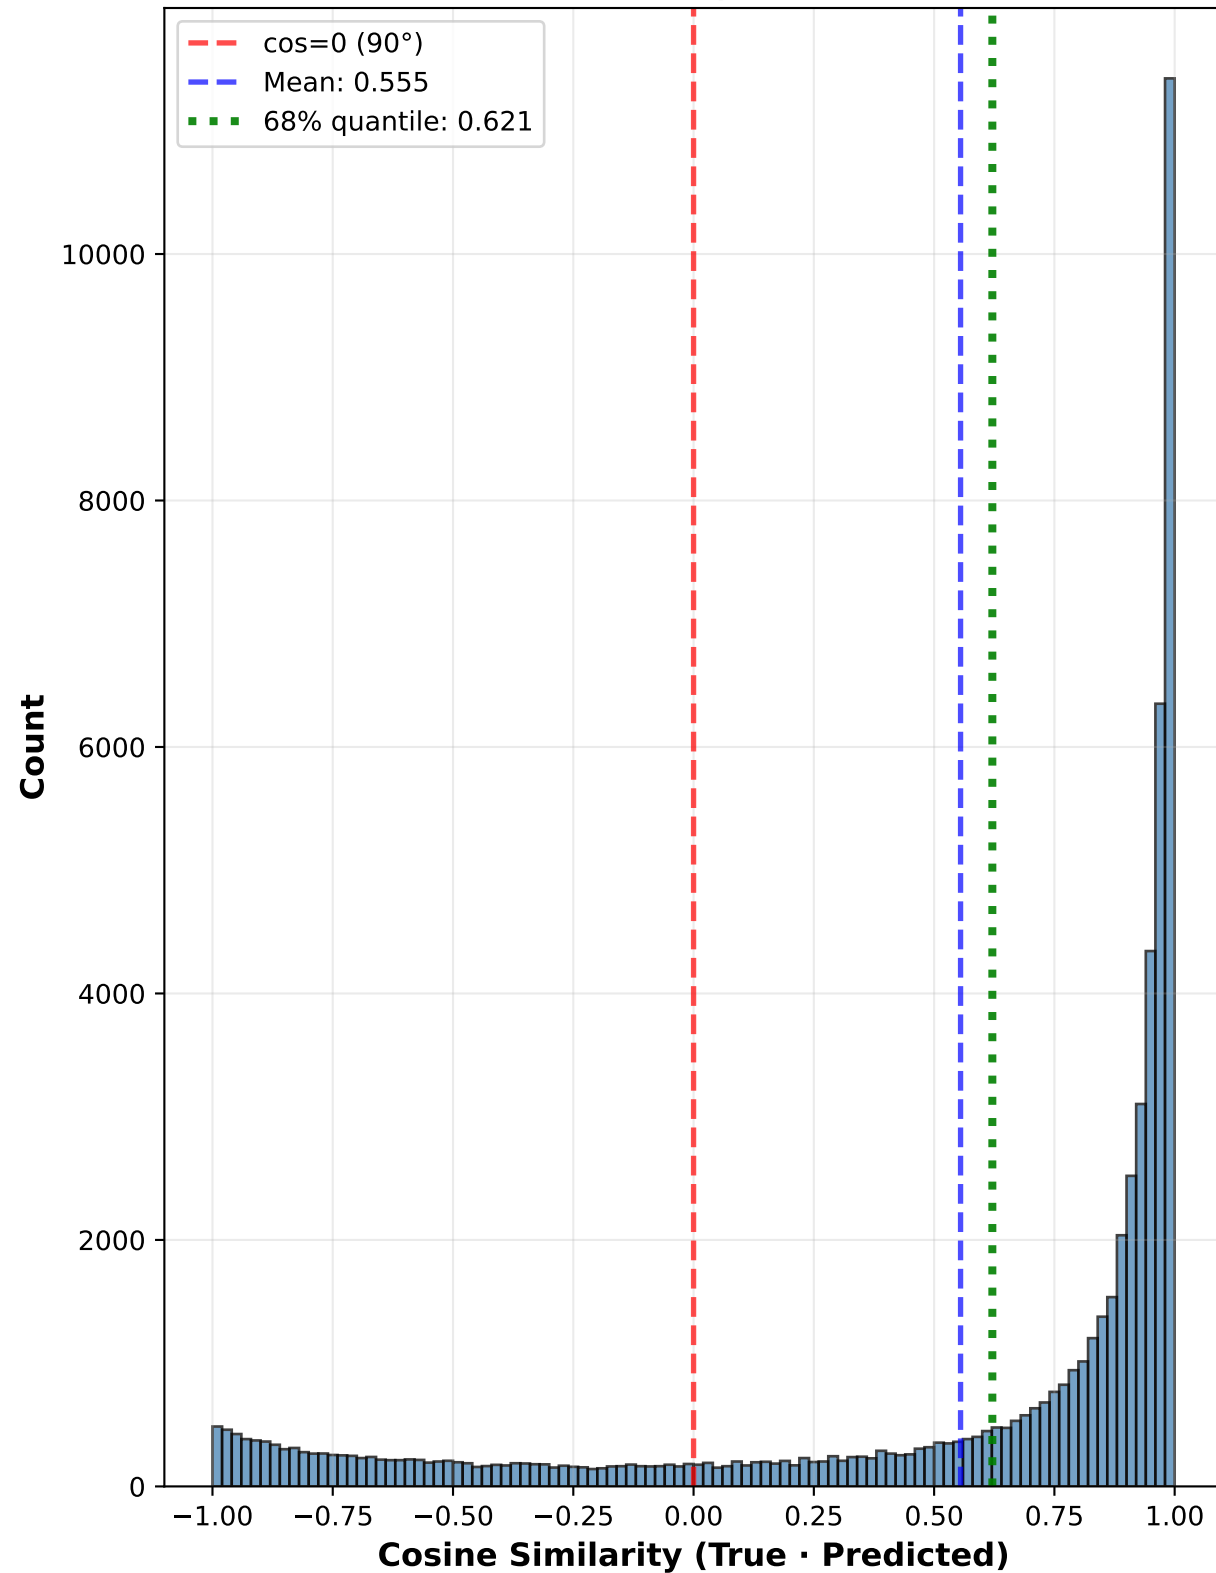 cos=0 (90°)
Mean: 0.555
68% quantile: 0.621
Count
10000
8000
6000
4000
2000
0
−1.00 −0.75 −0.50 −0.25 0.00 0.25 0.50 0.75 1.00
Cosine Similarity (True · Predicted)